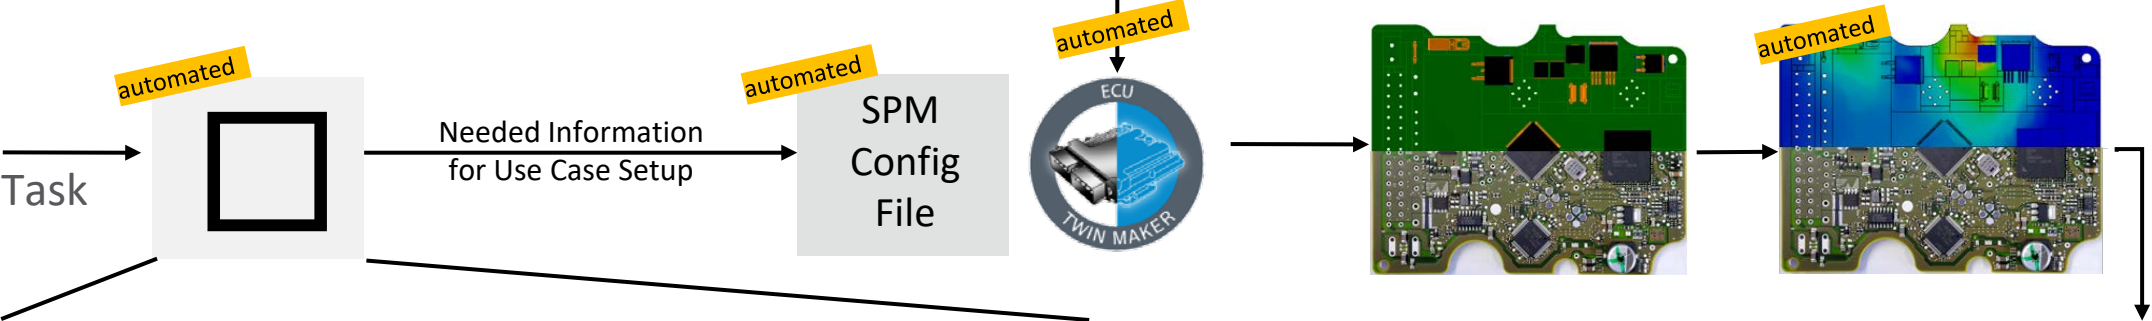 automated
Task
Needed Information
for Use Case Setup
automated
SPM
Config
File
automated
ECU
TWIN MAKER
automated